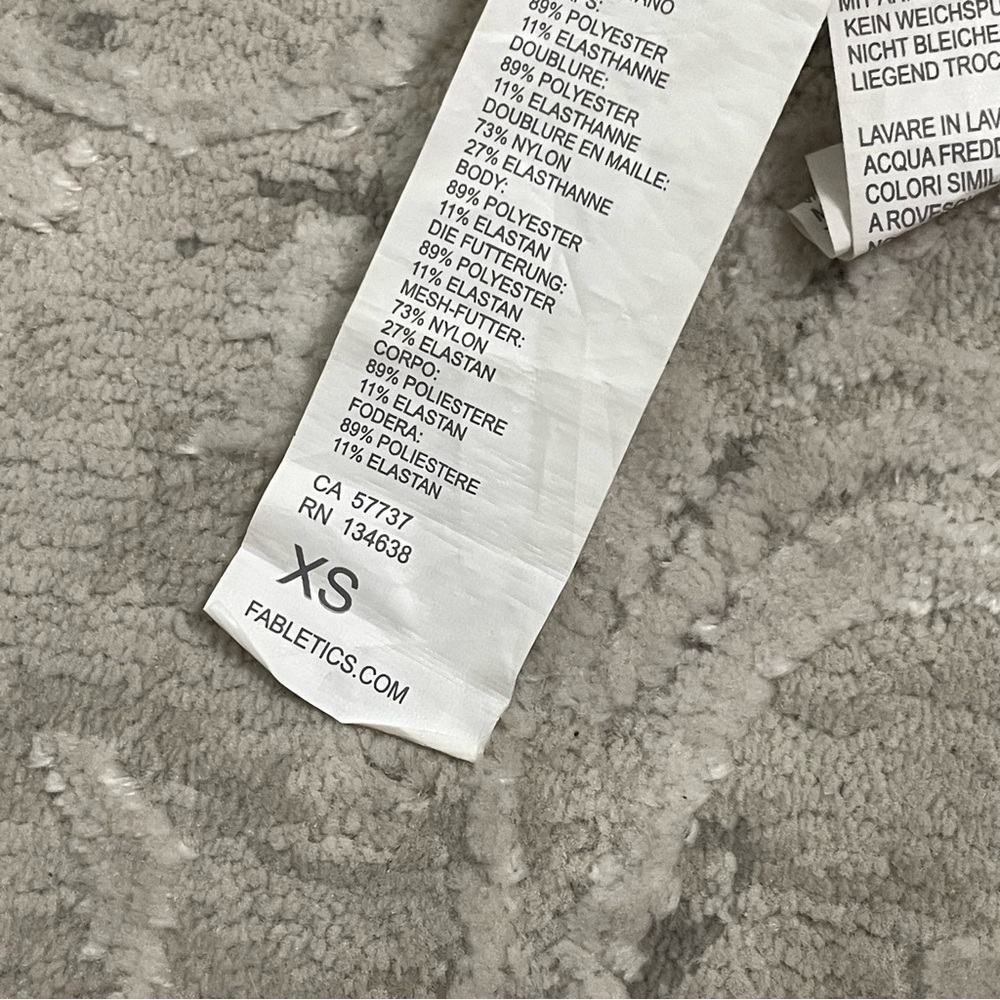 89% POLYESTER
11% ELASTHANNE
DOUBLURE:
89% POLYESTER
11% ELASTHANNE
DOUBLURE EN MAILLE:
73% NYLON
27% ELASTHANNE
BODY:
89% POLYESTER
11% ELASTAN
DIE FUTTERUNG:
89% POLYESTER
11% ELASTAN
MESH-FUTTER:
73% NYLON
27% ELASTAN
CORPO:
89% POLIESTERE
11% ELASTAN
FODERA:
89% POLIESTERE
11% ELASTAN
CA 57737
RN 134638
XS
FABLETICS.COM
KEIN WEICHSPÜ
NICHT BLEICHE
LIEGEND TROC
LAVARE IN LAV
ACQUA FREDD
COLORI SIMIL
A ROVES